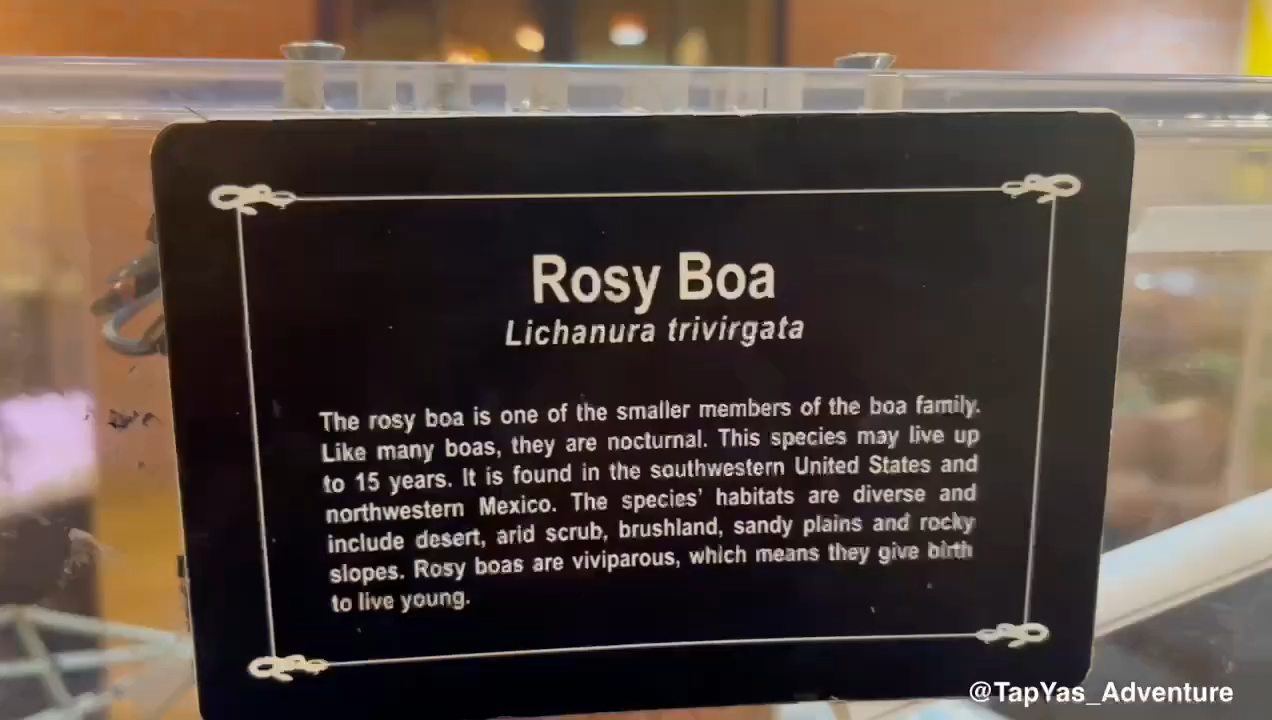 Rosy Boa
Lichanura trivirgata
The rosy boa is one of the smaller members of the boa family.
Like many boas, they are nocturnal. This species may live up
to 15 years. It is found in the southwestern United States and
northwestern Mexico. The species' habitats are diverse and
include desert, arid scrub, brushland, sandy plains and rocky
slopes. Rosy boas are viviparous, which means they give birth
to live young.
@TapYas_Adventure